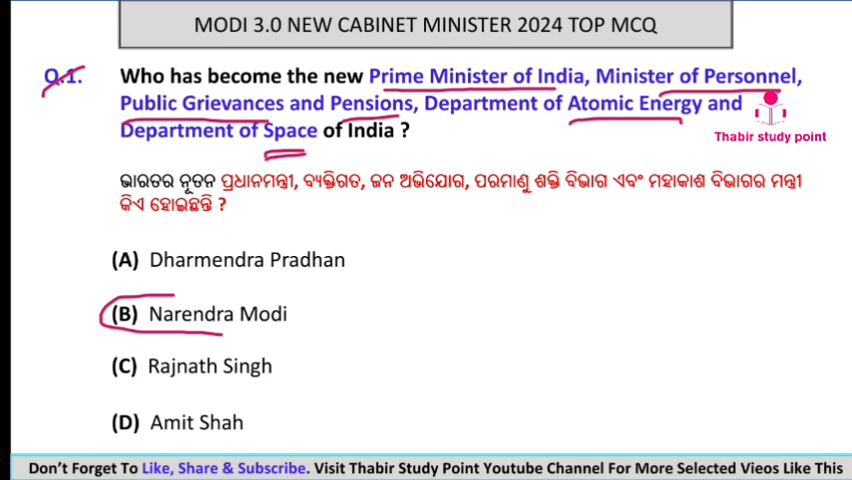 MODI 3.0 NEW CABINET MINISTER 2024 TOP MCQ
Q.1. Who has become the new Prime Minister of India, Minister of Personnel,
Public Grievances and Pensions, Department of Atomic Energy and
Department of Space of India ?
Thabir study point
ଭାରତର ନୂତନ ପ୍ରଧାନମନ୍ତ୍ରୀ, ବ୍ୟକ୍ତିଗତ, ଜନ ଅଭିଯୋଗ, ପରମାଣୁ ଶକ୍ତି ବିଭାଗ ଏବଂ ମହାକାଶ ବିଭାଗର ମନ୍ତ୍ରୀ
କିଏ ହୋଇଛନ୍ତି ?
(A) Dharmendra Pradhan
(B) Narendra Modi
(C) Rajnath Singh
(D) Amit Shah
Don't Forget To Like, Share & Subscribe. Visit Thabir Study Point Youtube Channel For More Selected Vieos Like This